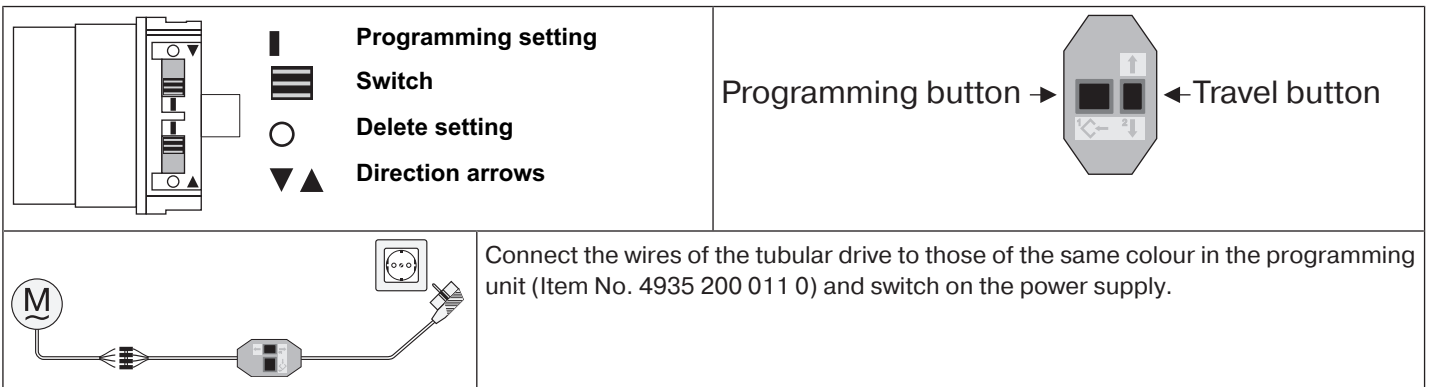 Programming setting
Switch
Delete setting
Direction arrows
Programming button
Travel button
1
2
M
Connect the wires of the tubular drive to those of the same colour in the programming
unit (Item No. 4935 200 011 0) and switch on the power supply.